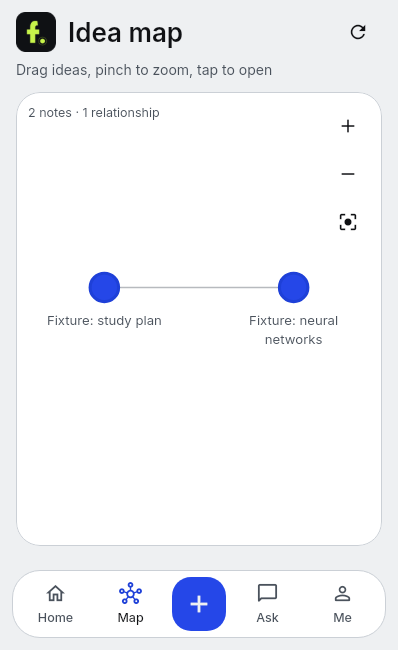 f.
Idea map
Drag ideas, pinch to zoom, tap to open
2 notes · 1 relationship
Fixture: study plan
Fixture: neural
networks
Home
Map
Ask
Me